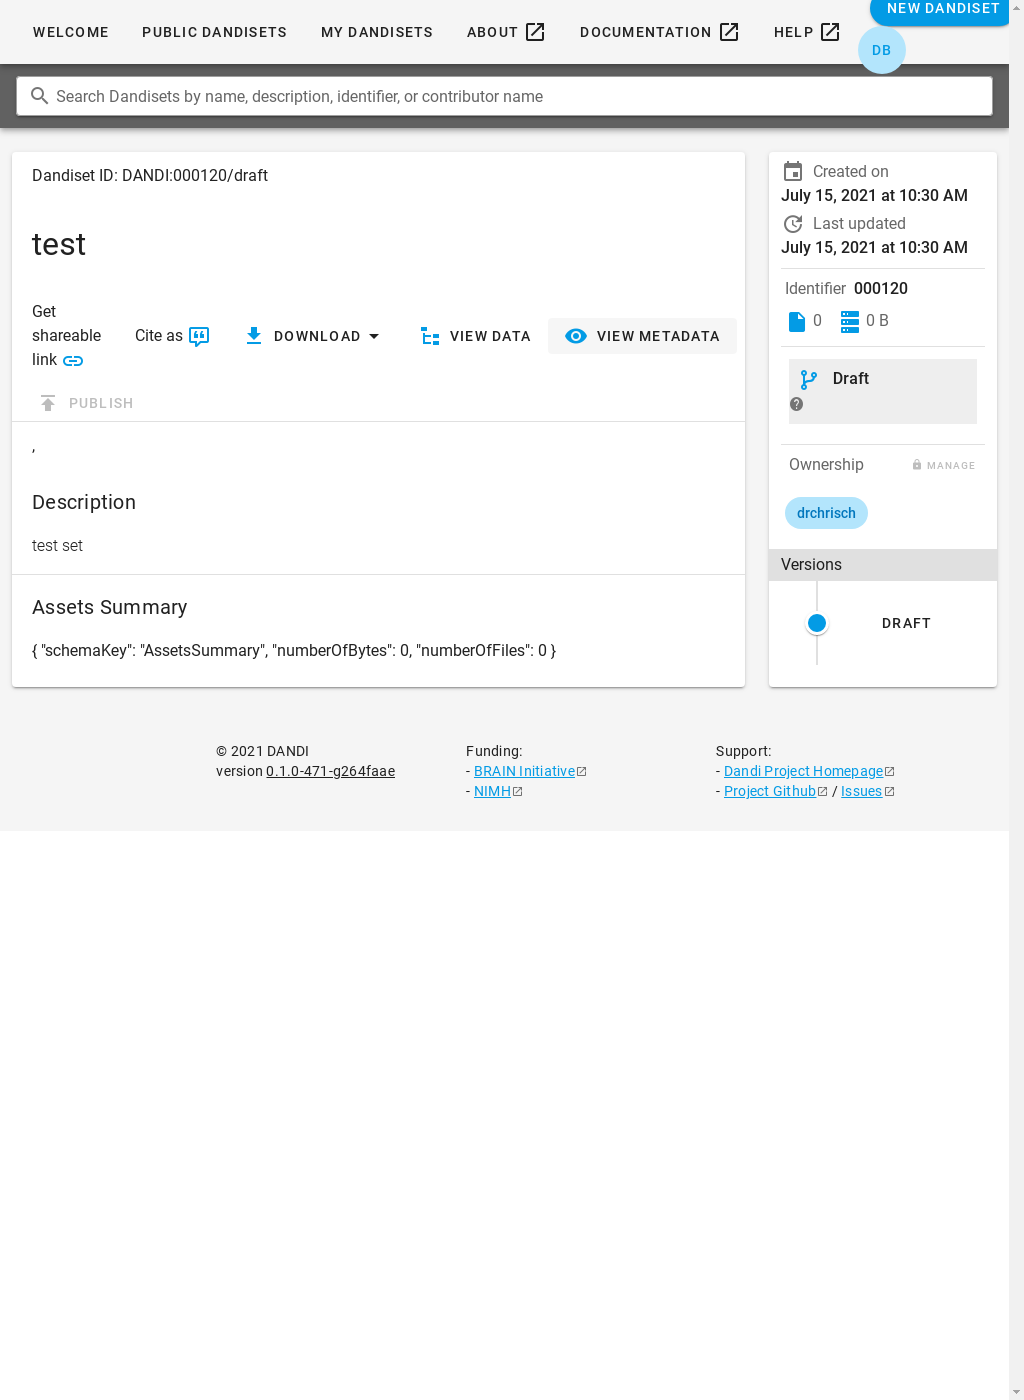 WELCOME PUBLIC DANDISETS MY DANDISETS ABOUT DOCUMENTATION HELP NEW DANDISET
DB
Search Dandisets by name, description, identifier, or contributor name
Dandiset ID: DANDI:000120/draft
test
Get
shareable
link
Cite as
DOWNLOAD
VIEW DATA
VIEW METADATA
PUBLISH
,
Description
test set
Assets Summary
{ "schemaKey": "AssetsSummary", "numberOfBytes": 0, "numberOfFiles": 0 }
Created on
July 15, 2021 at 10:30 AM
Last updated
July 15, 2021 at 10:30 AM
Identifier 000120
0 0 B
Draft
Ownership MANAGE
drchrisch
Versions
DRAFT
© 2021 DANDI
version 0.1.0-471-g264faae
Funding:
- BRAIN Initiative
- NIMH
Support:
- Dandi Project Homepage
- Project Github / Issues